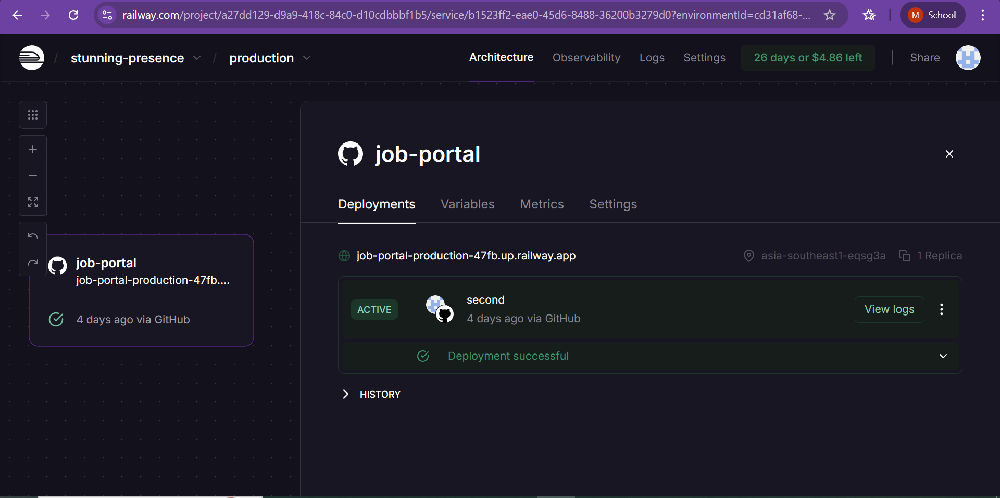 railway.com/project/a27dd129-d9a9-418c-84c0-d10cdbbbf1b5/service/b1523ff2-eae0-45d6-8488-36200b3279d0?environmentId=cd31af68-...
M School
/ stunning-presence / production
Architecture Observability Logs Settings 26 days or $4.86 left Share
job-portal
job-portal-production-47fb....
4 days ago via GitHub
job-portal
Deployments Variables Metrics Settings
job-portal-production-47fb.up.railway.app asia-southeast1-eqsg3a 1 Replica
ACTIVE
second
4 days ago via GitHub
View logs
Deployment successful
HISTORY